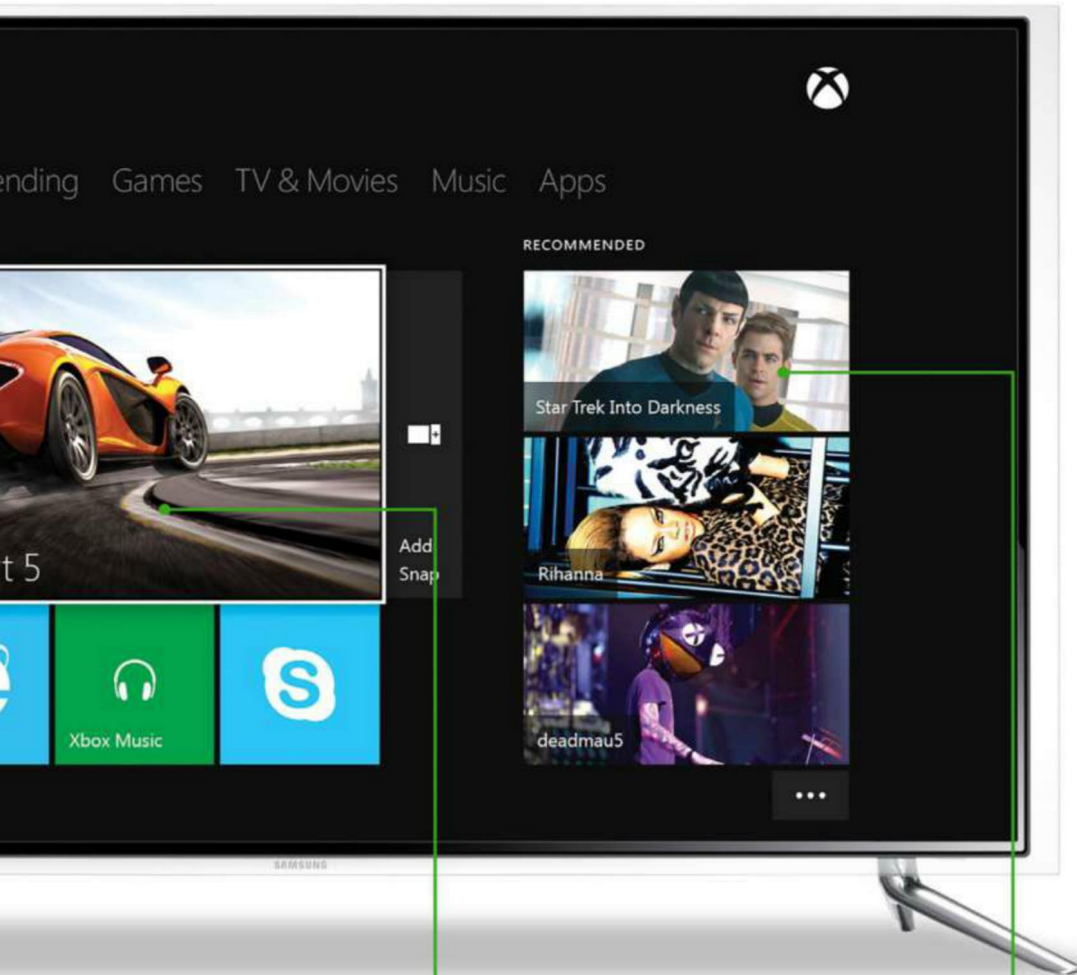 ending Games TV & Movies Music Apps
RECOMMENDED
Star Trek Into Darkness
Add
Snap
t 5
Rihanna
Xbox Music
deadmau5
SAMSUNG